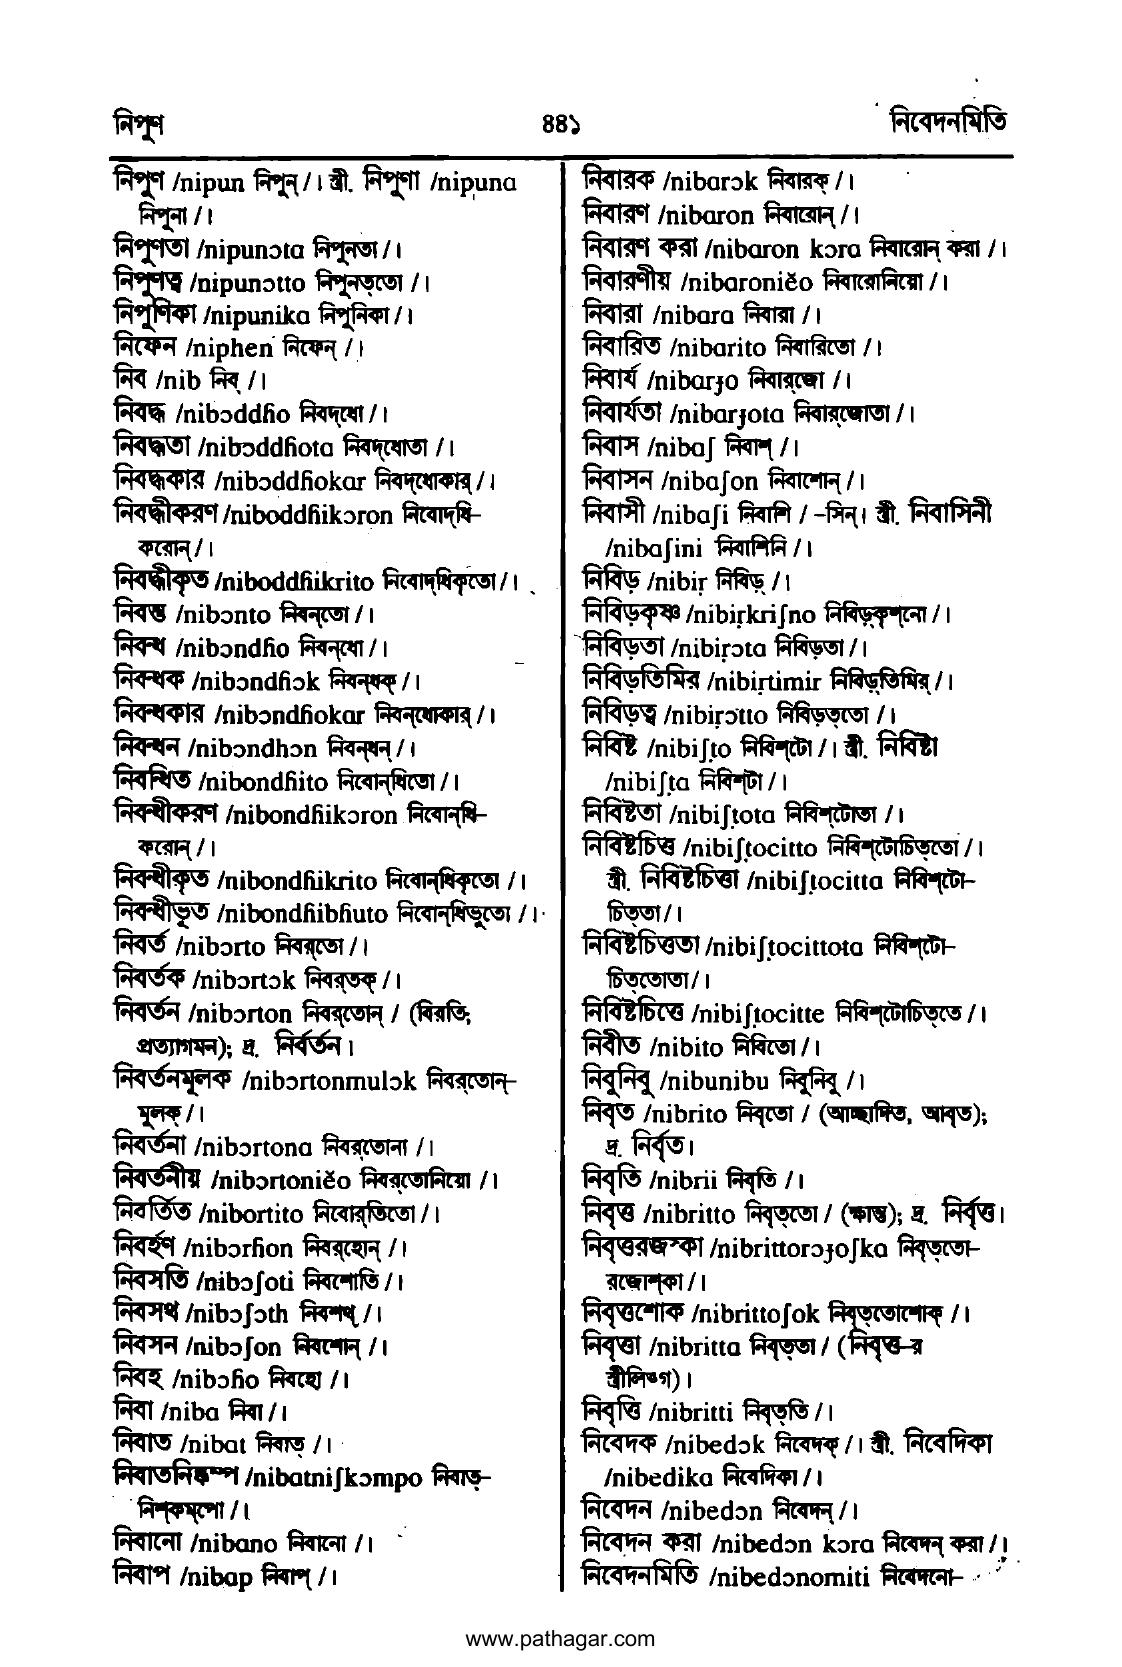 নিপুণ ৪৪১ নিবেদনমিতি
নিপুণ /nipun নিপুন্ /। স্ত্রী. নিপুণা /nipuna
নিপুনা /।
নিপুণতা /nipunɔta নিপুনতা /।
নিপুণত্ব /nipunɔtto নিপুনত্‌তো /।
নিপুণিকা /nipunika নিপুনিকা /।
নিফেন /niphen নিফেন্ /।
নিব /nib নিব্ /।
নিবদ্ধ /nibɔddɦo নিবদ্‌ধো /।
নিবদ্ধতা /nibɔddɦota নিবদ্‌ধোতা /।
নিবদ্ধকার /nibɔddɦokar নিবদ্‌ধোকার্ /।
নিবদ্ধীকরণ /niboddɦikɔron নিবোদ্‌ধি–
করোন্ /।
নিবদ্ধীকৃত /niboddɦikrito নিবোদ্‌ধিকৃতো /।
নিবন্ত /nibɔnto নিবন্‌তো /।
নিবন্ধ /nibɔndɦo নিবন্‌ধো /।
নিবন্ধক /nibɔndɦɔk নিবন্‌ধক্ /।
নিবন্ধকার /nibɔndɦokar নিবন্‌ধোকার্ /।
নিবন্ধন /nibɔndhɔn নিবন্‌ধন্ /।
নিবন্ধিত /nibondɦito নিবোন্‌ধিতো /।
নিবন্ধীকরণ /nibondɦikɔron নিবোন্‌ধি–
করোন্ /।
নিবন্ধীকৃত /nibondɦikrito নিবোন্‌ধিকৃতো /।
নিবন্ধীভূত /nibondɦibɦuto নিবোন্‌ধিভুতো /।
নিবর্ত /nibɔrto নিবর্‌তো /।
নিবর্তক /nibɔrtɔk নিবর্‌তক্ /।
নিবর্তন /nibɔrton নিবর্‌তোন্ / (বিরতি;
প্রত্যাগমন); দ্র. নির্বর্তন।
নিবর্তনমূলক /nibɔrtonmulɔk নিবর্‌তোন্–
মূলক্ /।
নিবর্তনা /nibɔrtona নিবর্‌তোনা /।
নিবর্তনীয় /nibɔrtoniĕo নিবর্‌তোনিয়ো /।
নিবর্তিত /nibortito নিবোর্‌তিতো /।
নিবর্হণ /nibɔrɦon নিবর্‌হোন্ /।
নিবসতি /nibɔʃoti নিবশোতি /।
নিবসথ /nibɔʃɔth নিবশথ্ /।
নিবসন /nibɔʃon নিবশোন্ /।
নিবহ /nibɔɦo নিবহো /।
নিবা /niba নিবা /।
নিবাত /nibat নিবাত্ /।
নিবাতনিষ্কম্প /nibatniʃkɔmpo নিবাত্–
নিশ্‌কম্‌পো /।
নিবানো /nibano নিবানো /।
নিবাপ /nibap নিবাপ্ /।
নিবারক /nibarɔk নিবারক্ /।
নিবারণ /nibaron নিবারোন্ /।
নিবারণ করা /nibaron kɔra নিবারোন্ করা /।
নিবারণীয় /nibaroniĕo নিবারোনিয়ো /।
নিবারা /nibara নিবারা /।
নিবারিত /nibarito নিবারিতো /।
নিবার্য /nibarɟo নিবার্‌জো /।
নিবার্যতা /nibarɟota নিবার্‌জোতা /।
নিবাস /nibaʃ নিবাশ্ /।
নিবাসন /nibaʃon নিবাশোন্ /।
নিবাসী /nibaʃi নিবাশি / –সিন্। স্ত্রী. নিবাসিনী
/nibaʃini নিবাশিনি /।
নিবিড় /nibiṛ নিবিড়্ /।
নিবিড়কৃষ্ণ /nibiṛkriʃno নিবিড়্‌কৃশ্‌নো /।
নিবিড়তা /nibiṛɔta নিবিড়তা /।
নিবিড়তিমির /nibiṛtimir নিবিড়্‌তিমির্ /।
নিবিড়ত্ব /nibiṛɔtto নিবিড়ত্‌তো /।
নিবিষ্ট /nibiʃṭo নিবিশ্‌টো /। স্ত্রী. নিবিষ্টা
/nibiʃṭa নিবিশ্‌টা /।
নিবিষ্টতা /nibiʃṭota নিবিশ্‌টোতা /।
নিবিষ্টচিত্ত /nibiʃṭocitto নিবিশ্‌টোচিত্‌তো /।
স্ত্রী. নিবিষ্টচিত্তা /nibiʃṭocitta নিবিশ্‌টো–
চিত্‌তা /।
নিবিষ্টচিত্ততা /nibiʃṭocittota নিবিশ্‌টো–
চিত্‌তোতা /।
নিবিষ্টচিত্তে /nibiʃṭocitte নিবিশ্‌টোচিত্‌তে /।
নিবীত /nibito নিবিতো /।
নিবুনিবু /nibunibu নিবুনিবু /।
নিবৃত /nibrito নিবৃতো / (আচ্ছাদিত, আবৃত);
দ্র. নির্বৃত।
নিবৃতি /nibrii নিবৃতি /।
নিবৃত্ত /nibritto নিবৃত্‌তো / (ক্ষান্ত); দ্র. নির্বৃত্ত।
নিবৃত্তরজস্কা /nibrittorɔɟoʃka নিবৃত্‌তো–
রজোশ্‌কা /।
নিবৃত্তশোক /nibrittoʃok নিবৃত্‌তোশোক্ /।
নিবৃত্তা /nibritta নিবৃত্‌তা / (নিবৃত্ত-র
স্ত্রীলিঙ্গ)।
নিবৃত্তি /nibritti নিবৃত্‌তি /।
নিবেদক /nibedɔk নিবেদক্ /। স্ত্রী. নিবেদিকা
/nibedika নিবেদিকা /।
নিবেদন /nibedɔn নিবেদন্ /।
নিবেদন করা /nibedɔn kɔra নিবেদন্ করা /।
নিবেদনমিতি /nibedɔnomiti নিবেদনো–
www.pathagar.com